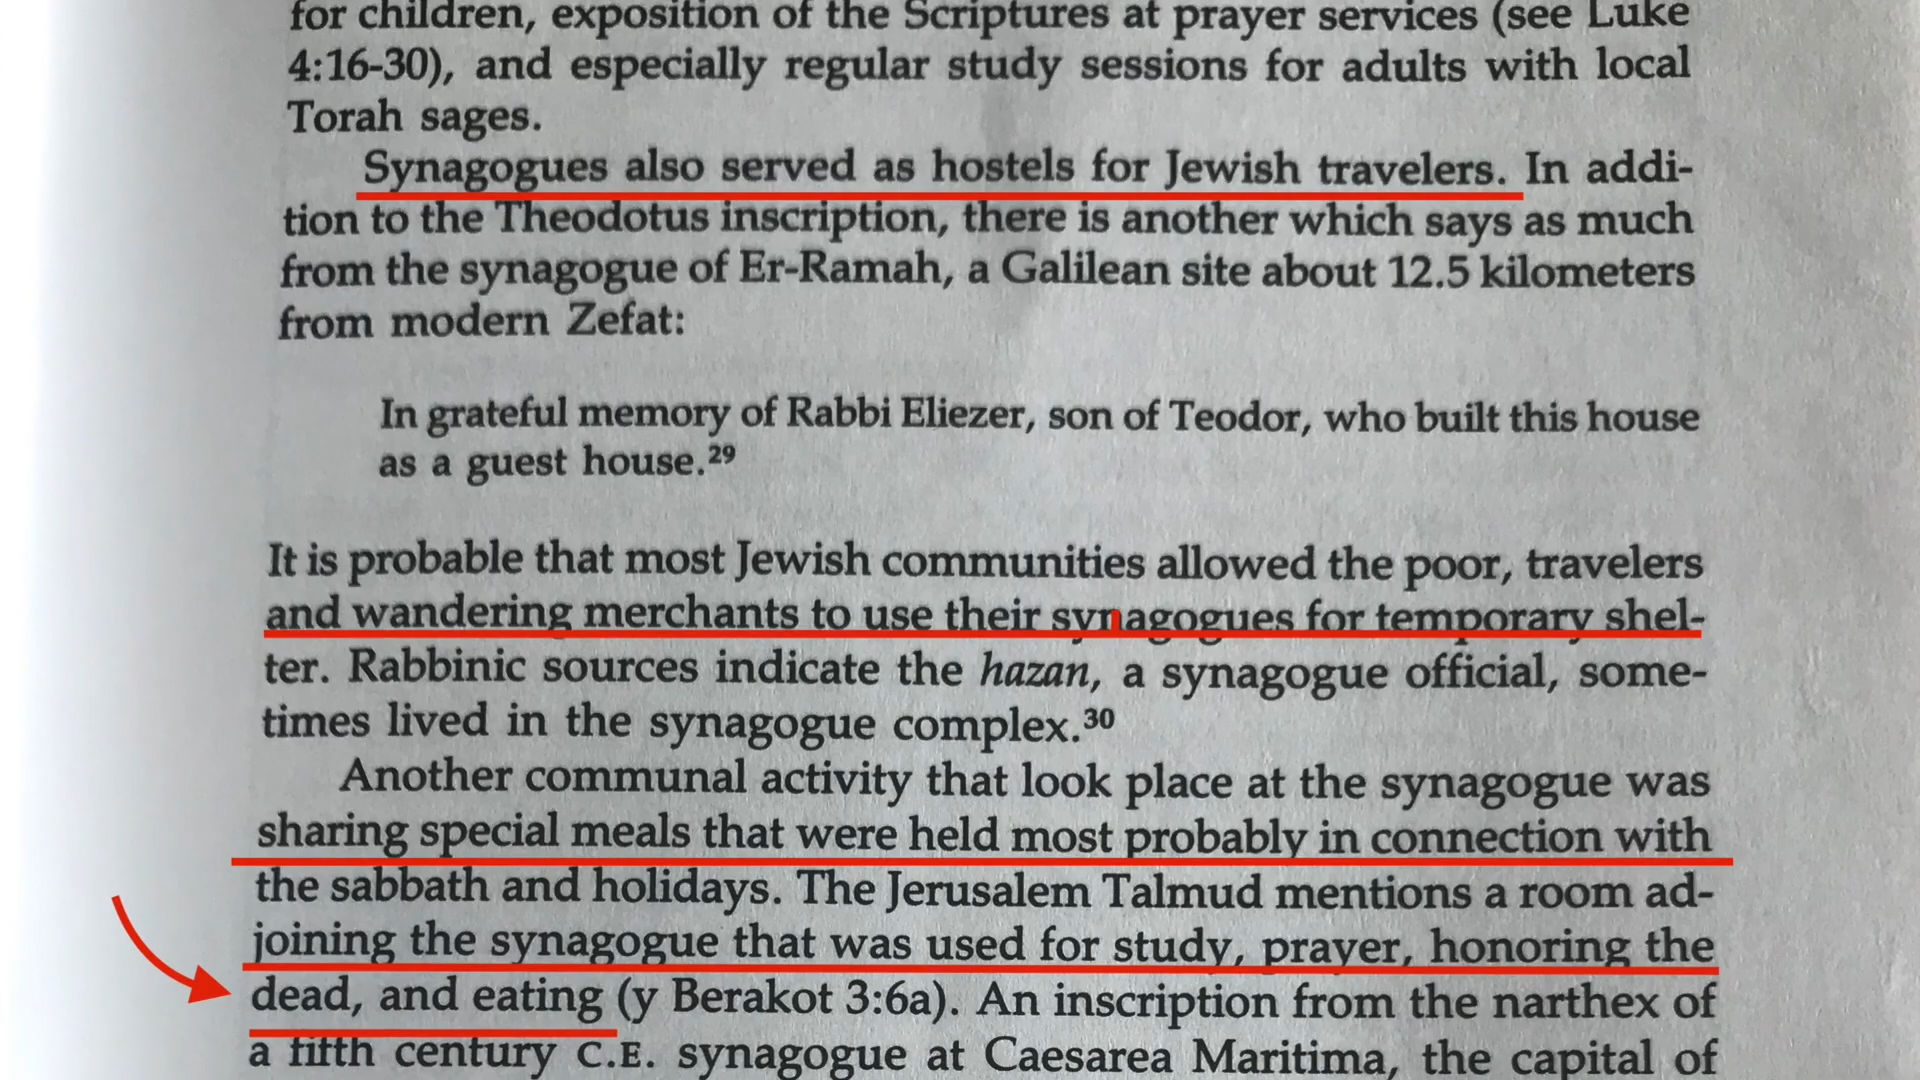 for children, exposition of the Scriptures at prayer services (see Luke
4:16-30), and especially regular study sessions for adults with local
Torah sages.
Synagogues also served as hostels for Jewish travelers. In addi-
tion to the Theodotus inscription, there is another which says as much
from the synagogue of Er-Ramah, a Galilean site about 12.5 kilometers
from modern Zefat:
In grateful memory of Rabbi Eliezer, son of Teodor, who built this house
as a guest house.29
It is probable that most Jewish communities allowed the poor, travelers
and wandering merchants to use their synagogues for temporary shel-
ter. Rabbinic sources indicate the hazan, a synagogue official, some-
times lived in the synagogue complex.30
Another communal activity that look place at the synagogue was
sharing special meals that were held most probably in connection with
the sabbath and holidays. The Jerusalem Talmud mentions a room ad-
joining the synagogue that was used for study, prayer, honoring the
dead, and eating (y Berakot 3:6a). An inscription from the narthex of
a fifth century C.E. synagogue at Caesarea Maritima, the capital of